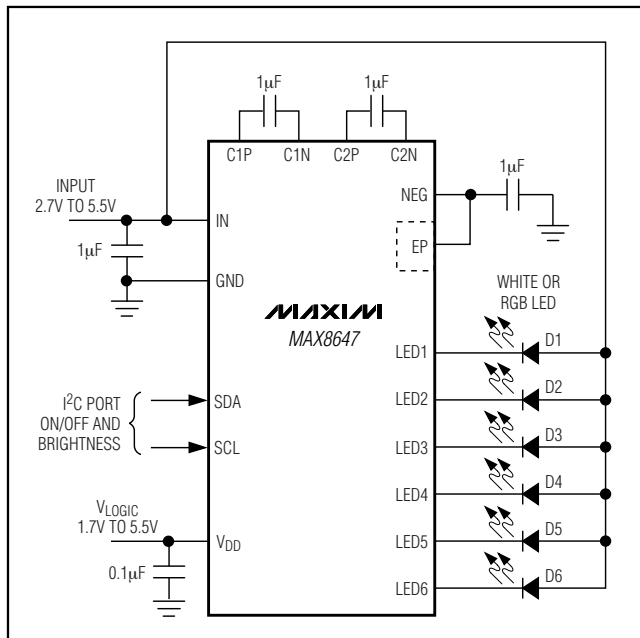 1µF
1µF
C1P
C1N
C2P
C2N
INPUT
2.7V TO 5.5V
1µF
IN
GND
NEG
EP
1µF
MAXIM
MAX8647
WHITE OR
RGB LED
LED1
D1
LED2
D2
LED3
D3
LED4
D4
LED5
D5
LED6
D6
I²C PORT
ON/OFF AND
BRIGHTNESS
SDA
SCL
VLOGIC
1.7V TO 5.5V
VDD
0.1µF